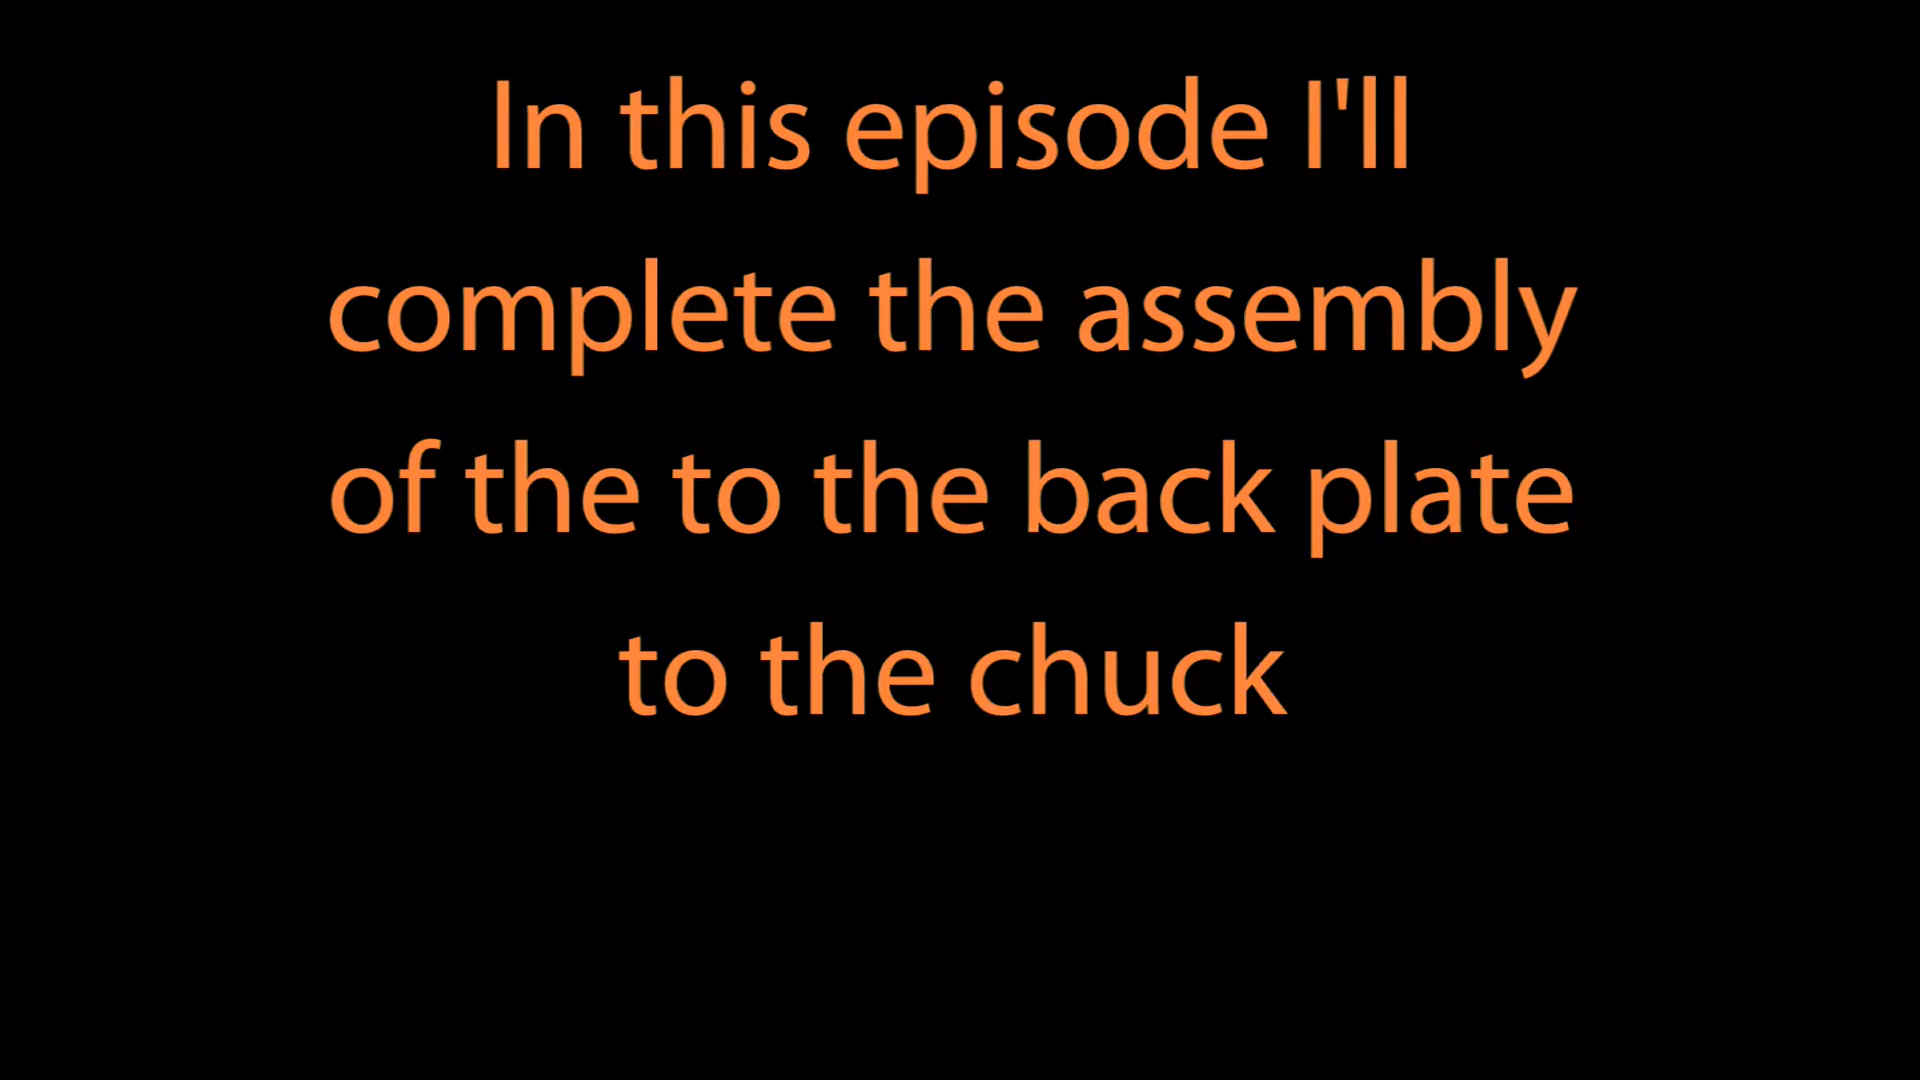 In this episode I'll
complete the assembly
of the to the back plate
to the chuck